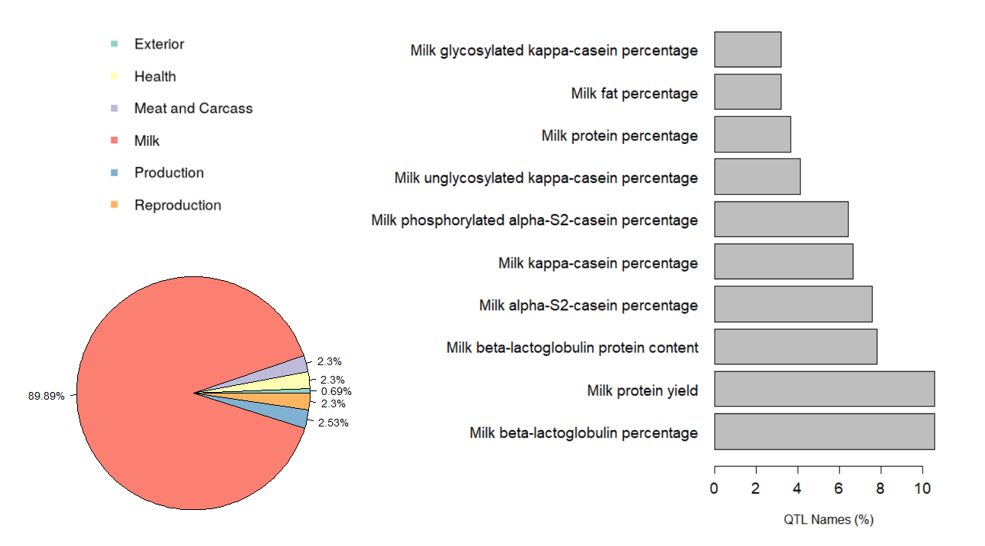 Exterior
Health
Meat and Carcass
Milk
Production
Reproduction
89.89%
2.3%
2.3%
0.69%
2.3%
2.53%
Milk glycosylated kappa-casein percentage
Milk fat percentage
Milk protein percentage
Milk unglycosylated kappa-casein percentage
Milk phosphorylated alpha-S2-casein percentage
Milk kappa-casein percentage
Milk alpha-S2-casein percentage
Milk beta-lactoglobulin protein content
Milk protein yield
Milk beta-lactoglobulin percentage
0 2 4 6 8 10
QTL Names (%)